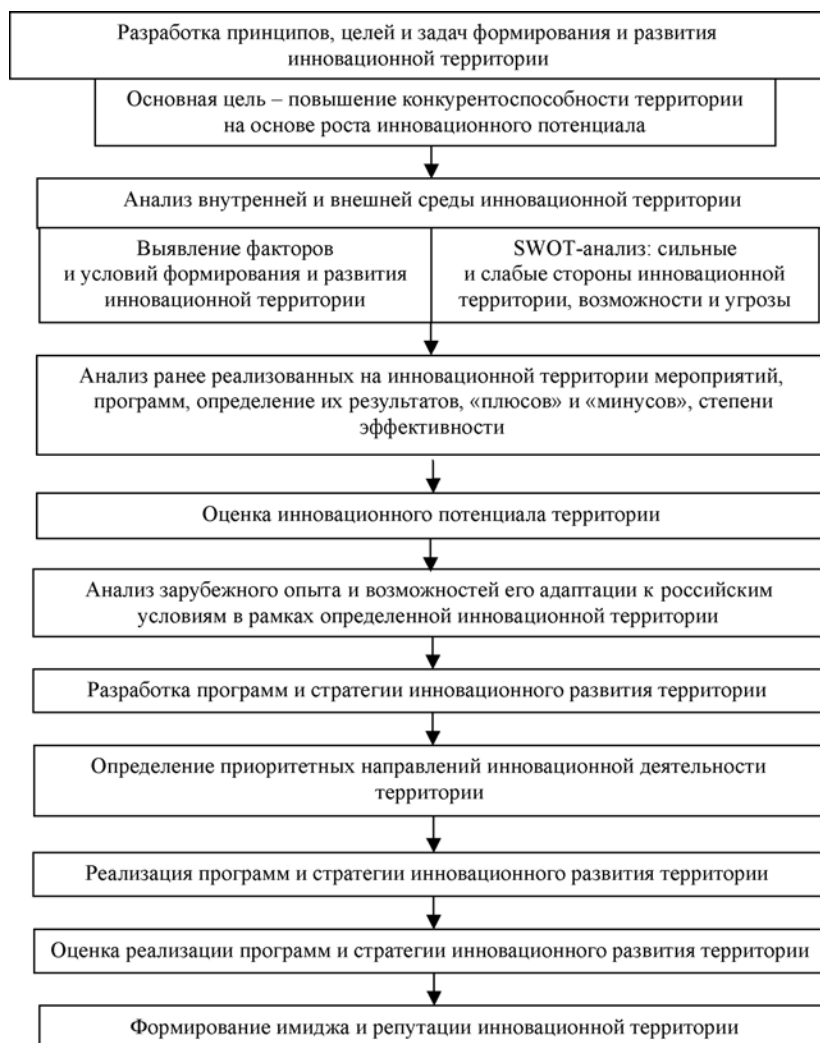 Разработка принципов, целей и задач формирования и развития
инновационной территории
Основная цель – повышение конкурентоспособности территории
на основе роста инновационного потенциала
Анализ внутренней и внешней среды инновационной территории
Выявление факторов
и условий формирования и развития
инновационной территории
SWOT-анализ: сильные
и слабые стороны инновационной
территории, возможности и угрозы
Анализ ранее реализованных на инновационной территории мероприятий,
программ, определение их результатов, «плюсов» и «минусов», степени
эффективности
Оценка инновационного потенциала территории
Анализ зарубежного опыта и возможностей его адаптации к российским
условиям в рамках определенной инновационной территории
Разработка программ и стратегии инновационного развития территории
Определение приоритетных направлений инновационной деятельности
территории
Реализация программ и стратегии инновационного развития территории
Оценка реализации программ и стратегии инновационного развития территории
Формирование имиджа и репутации инновационной территории